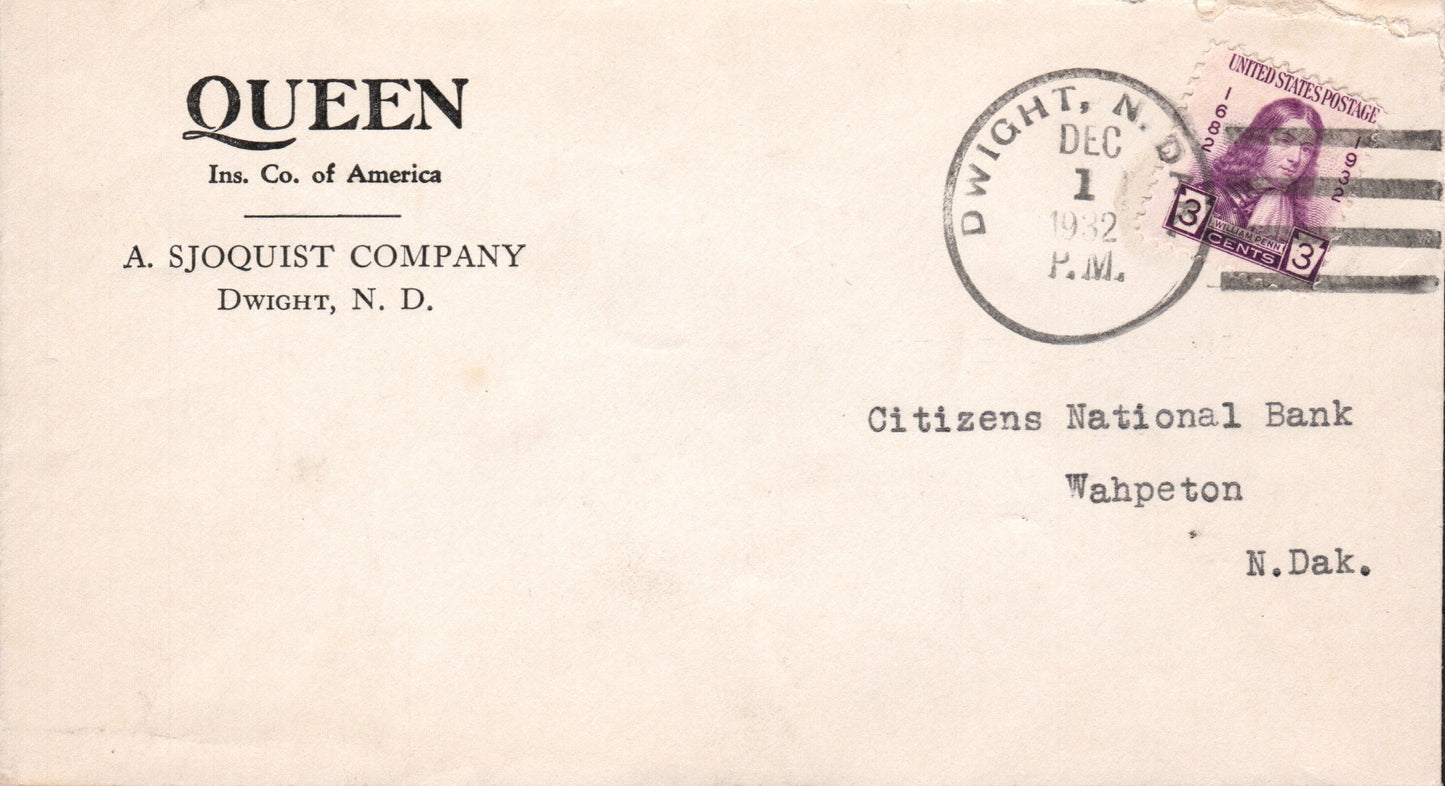 QUEEN
Ins. Co. of America
A. SJOQUIST COMPANY
DWIGHT, N. D.
DWIGHT, N. DAK
DEC
1
1932
P.M.
UNITED STATES POSTAGE
1682
1932
3
WILLIAM PENN
CENTS
3
Citizens National Bank
Wahpeton
N.Dak.